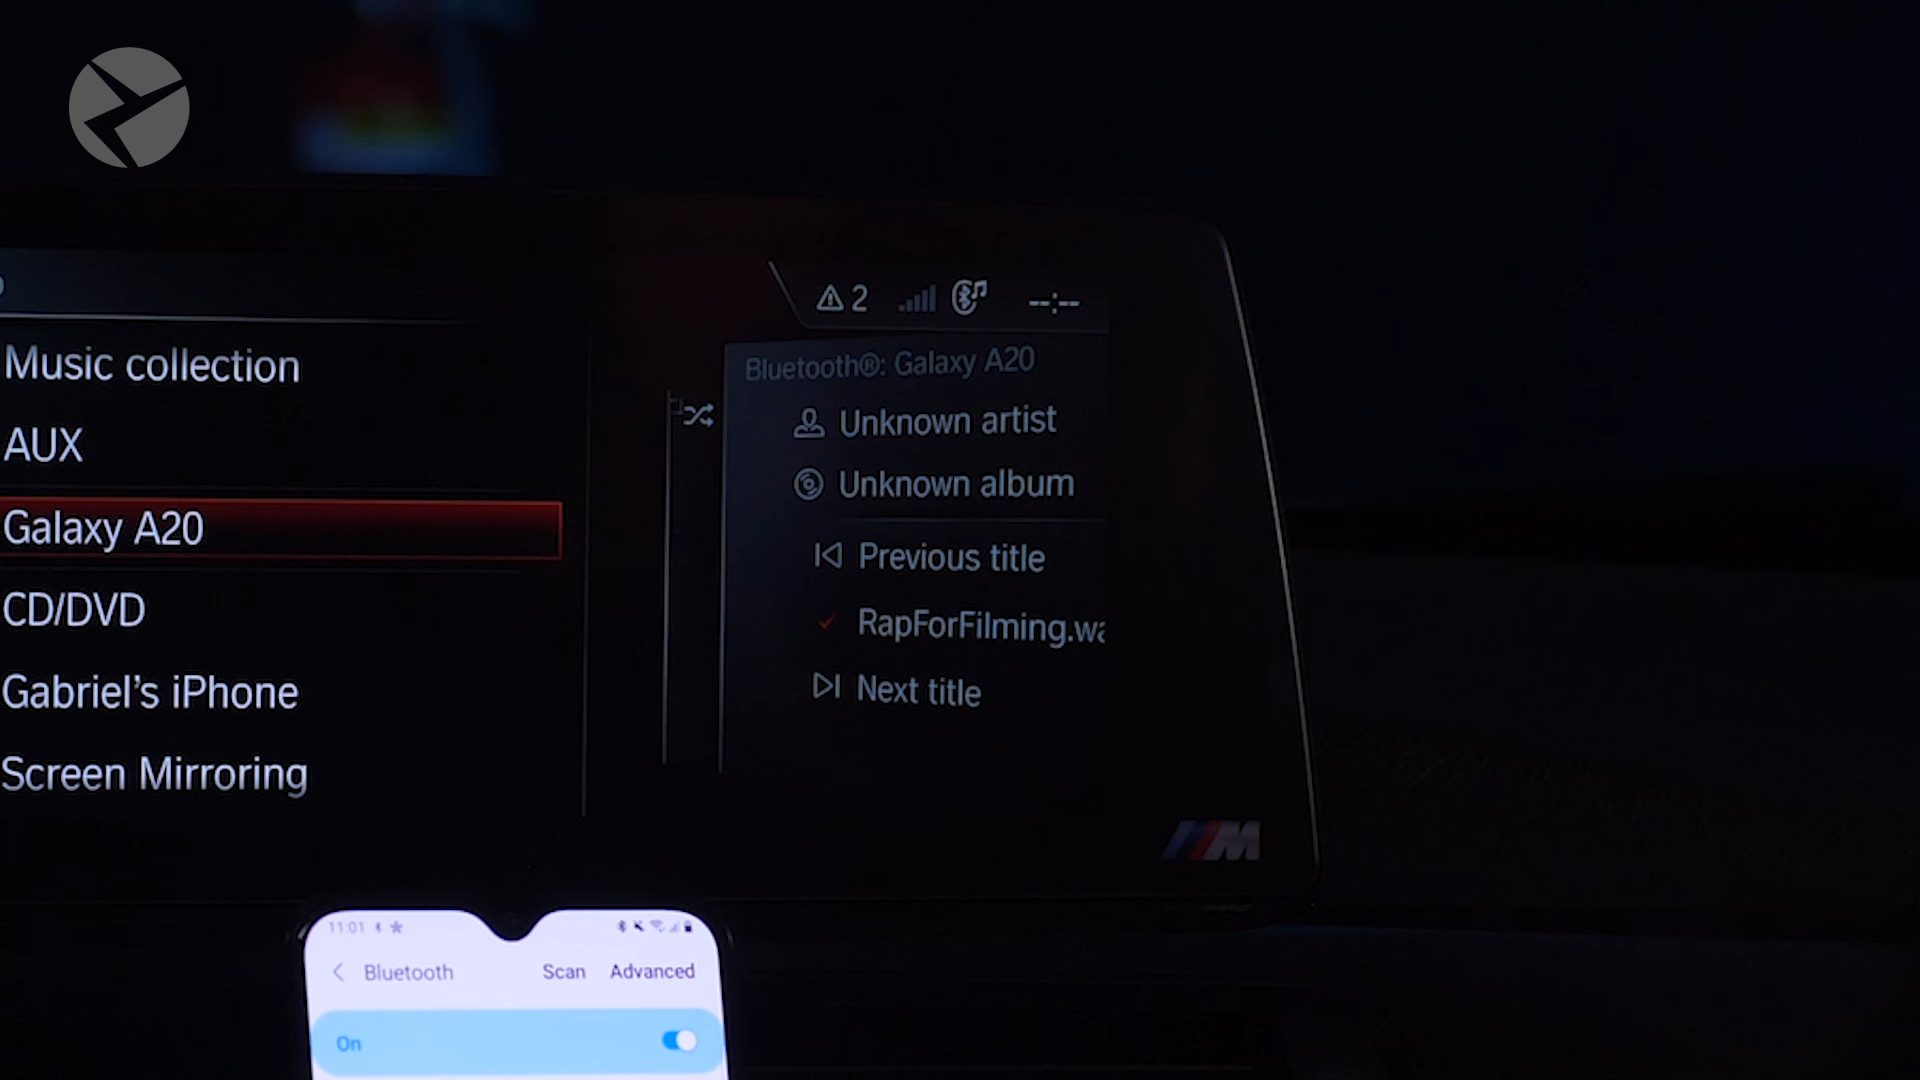 2 --:--
Music collection
AUX
Galaxy A20
CD/DVD
Gabriel's iPhone
Screen Mirroring
Bluetooth®: Galaxy A20
Unknown artist
Unknown album
Previous title
RapForFilming.wa
Next title
M
11:01
Bluetooth Scan Advanced
On